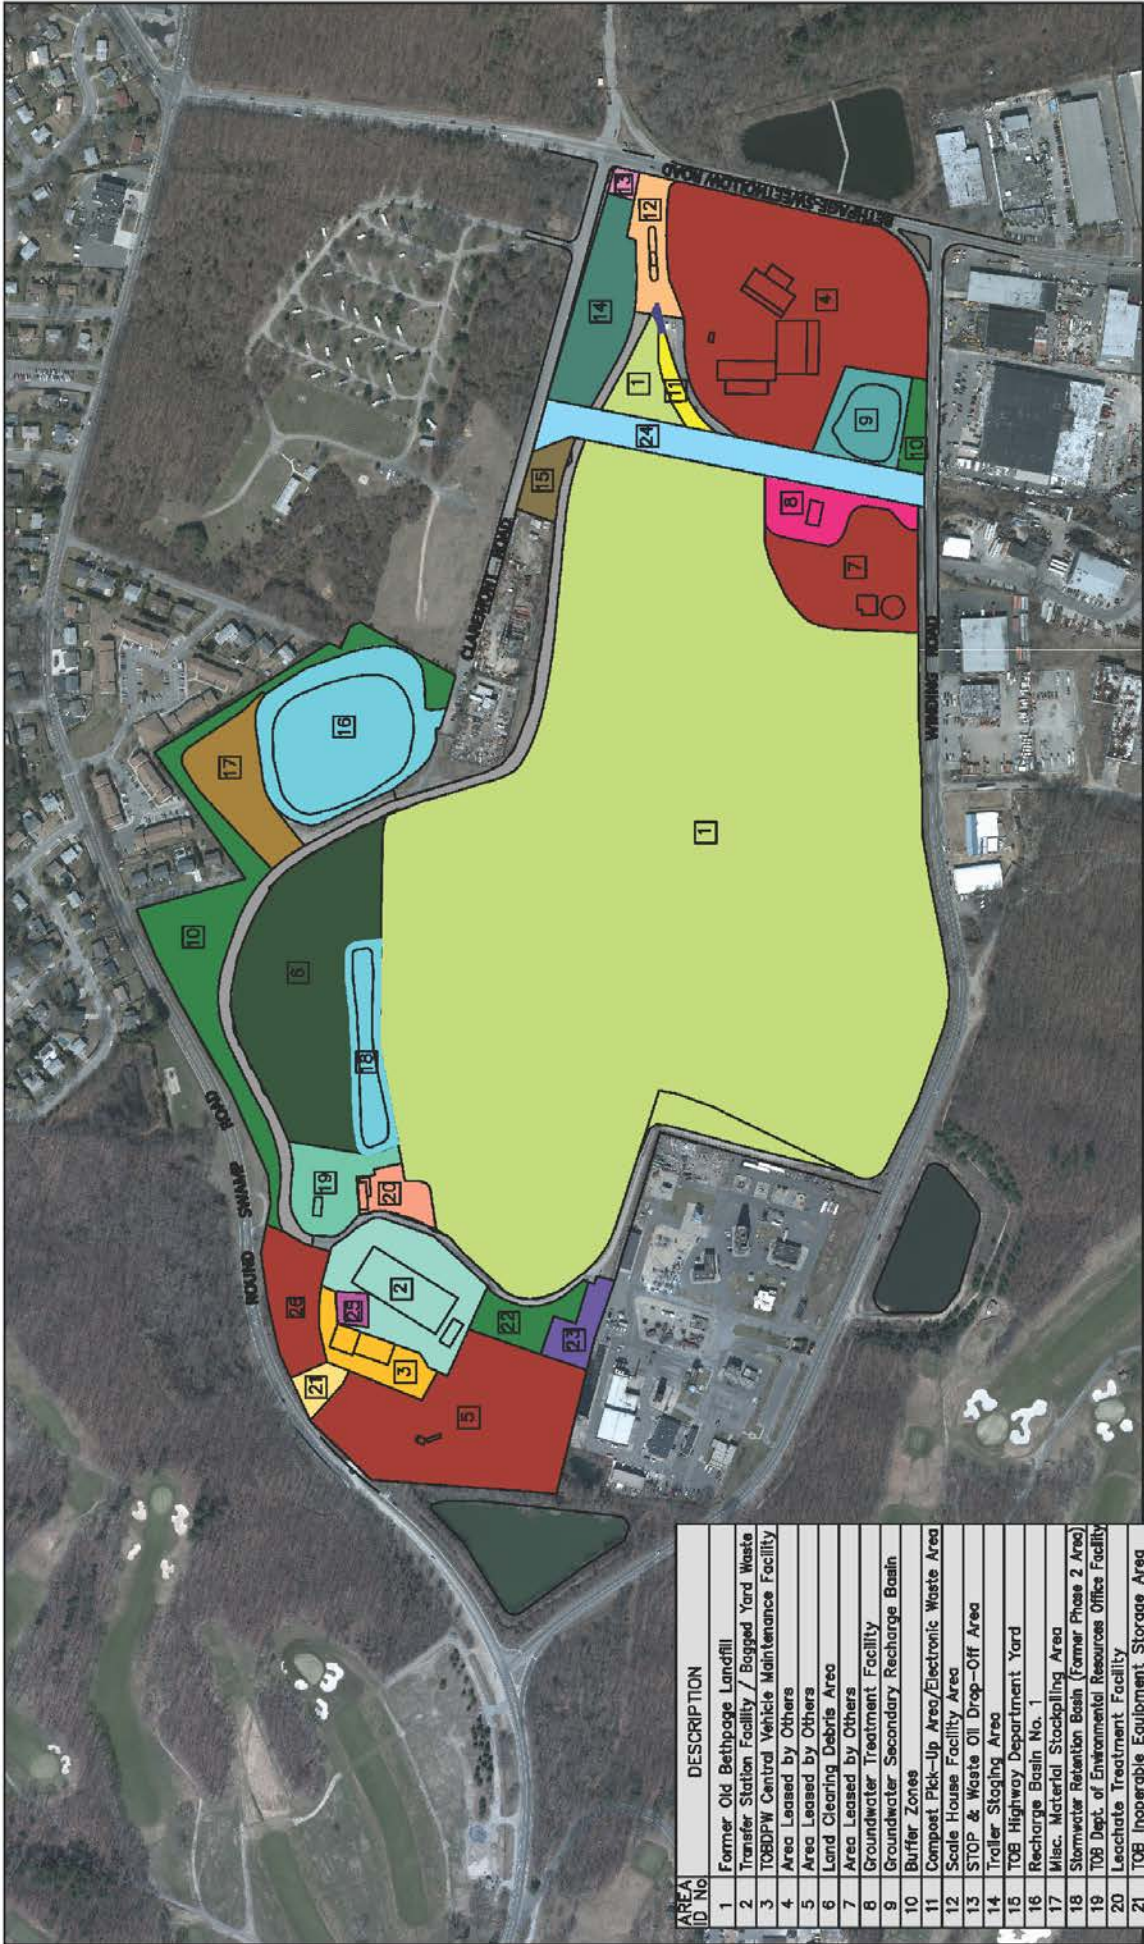 ROUND SWAMP ROAD
CLAREMONT ROAD
BETHPAGE-SWEETHOLLOW ROAD
WINDING ROAD
13
12
14
4
1
11
9
24
10
15
8
7
16
17
1
10
6
18
19
20
2
26
25
3
21
22
23
5
AREA ID No DESCRIPTION
1 Former Old Bethpage Landfill
2 Transfer Station Facility / Bagged Yard Waste
3 TOBDPW Central Vehicle Maintenance Facility
4 Area Leased by Others
5 Area Leased by Others
6 Land Clearing Debris Area
7 Area Leased by Others
8 Groundwater Treatment Facility
9 Groundwater Secondary Recharge Basin
10 Buffer Zones
11 Compost Pick-Up Area/Electronic Waste Area
12 Scale House Facility Area
13 STOP & Waste Oil Drop-Off Area
14 Trailer Staging Area
15 TOB Highway Department Yard
16 Recharge Basin No. 1
17 Misc. Material Stockpiling Area
18 Stormwater Retention Basin (Former Phase 2 Area)
19 TOB Dept. of Environmental Resources Office Facility
20 Leachate Treatment Facility
21 TOB Inoperable Equipment Storage Area